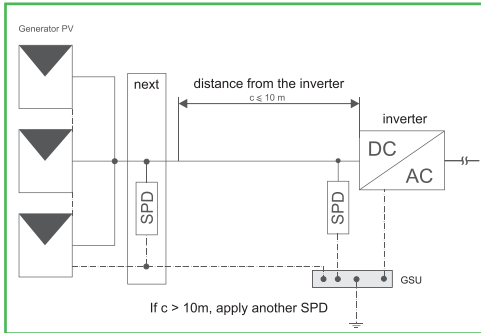 Generator PV
next
distance from the inverter
c ⩽ 10 m
inverter
DC
AC
SPD
SPD
GSU
If c > 10m, apply another SPD